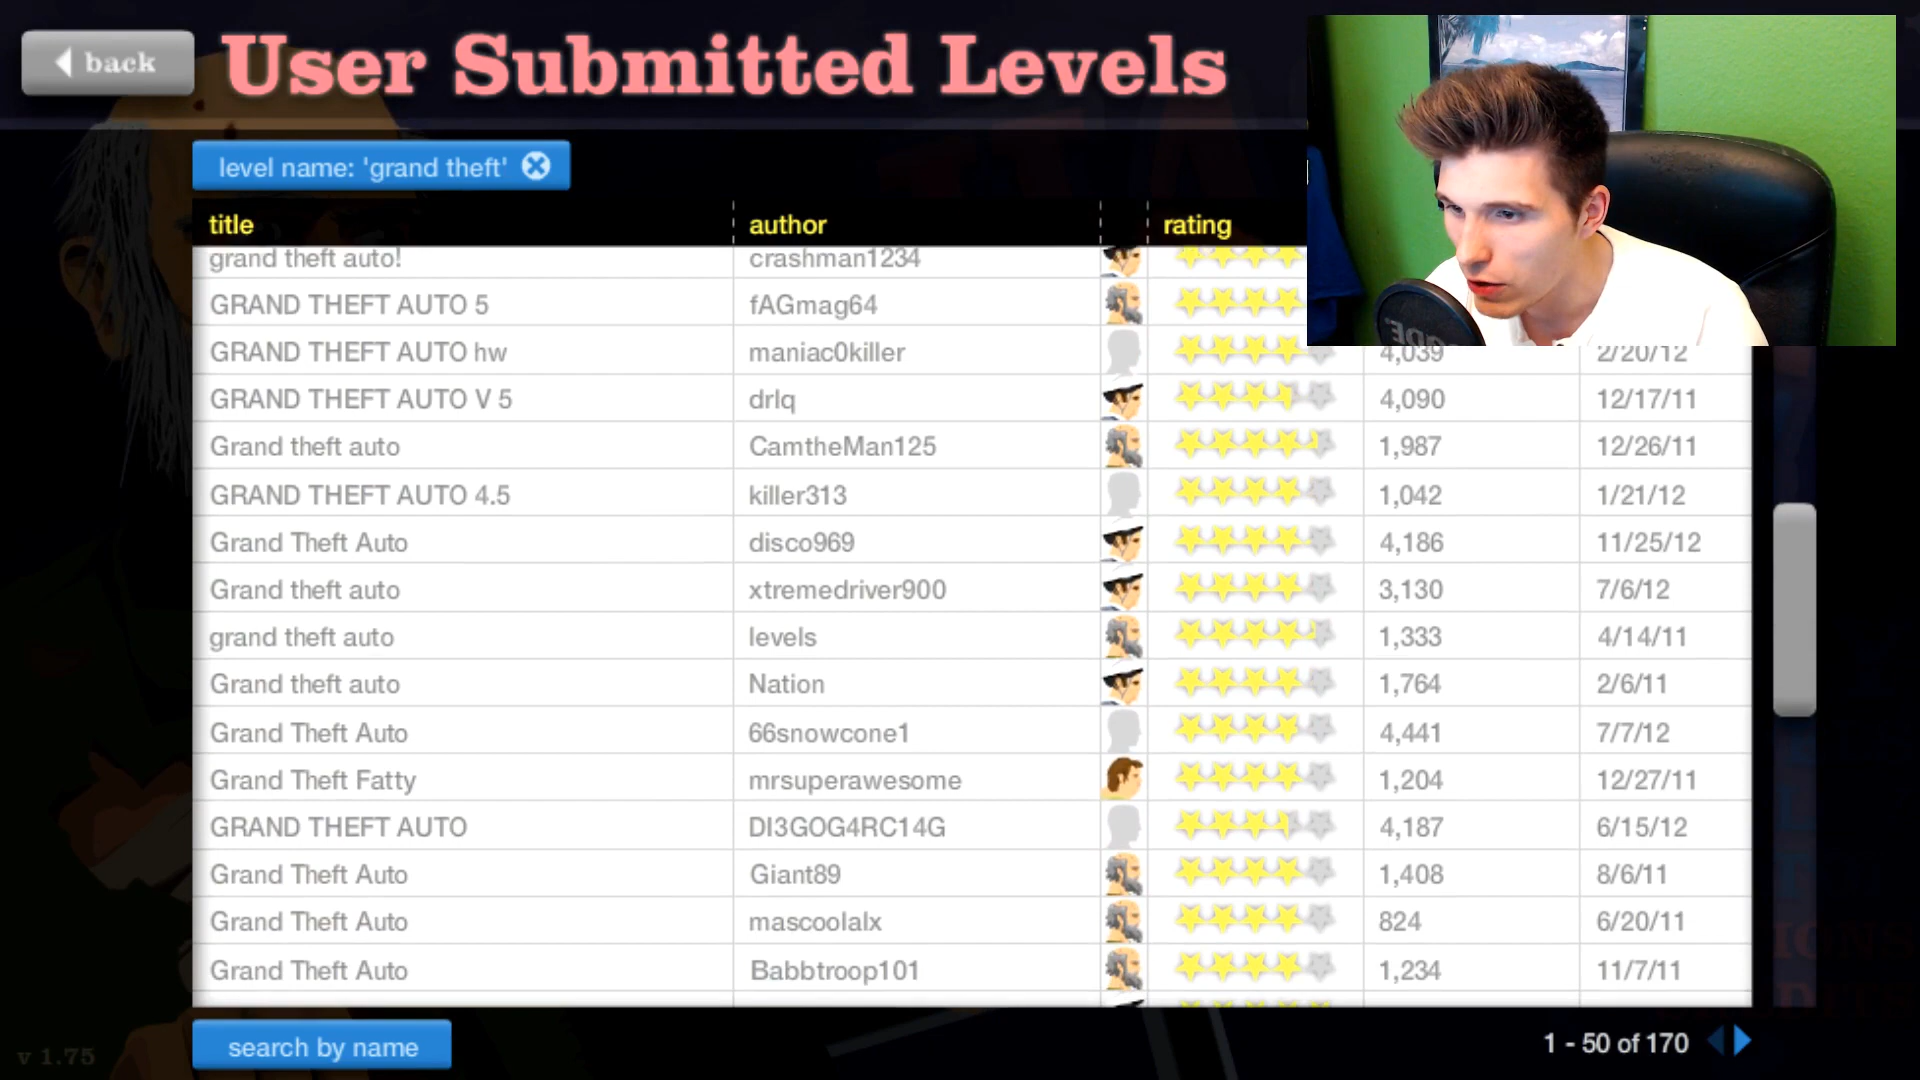 back
User Submitted Levels
level name: 'grand theft'
title author rating
grand theft auto! crashman1234
GRAND THEFT AUTO 5 fAGmag64
GRAND THEFT AUTO hw maniac0killer 4,039 2/20/12
GRAND THEFT AUTO V 5 drlq 4,090 12/17/11
Grand theft auto CamtheMan125 1,987 12/26/11
GRAND THEFT AUTO 4.5 killer313 1,042 1/21/12
Grand Theft Auto disco969 4,186 11/25/12
Grand theft auto xtremedriver900 3,130 7/6/12
grand theft auto levels 1,333 4/14/11
Grand theft auto Nation 1,764 2/6/11
Grand Theft Auto 66snowcone1 4,441 7/7/12
Grand Theft Fatty mrsuperawesome 1,204 12/27/11
GRAND THEFT AUTO DI3GOG4RC14G 4,187 6/15/12
Grand Theft Auto Giant89 1,408 8/6/11
Grand Theft Auto mascoolalx 824 6/20/11
Grand Theft Auto Babbtroop101 1,234 11/7/11
search by name
1 - 50 of 170
v 1.75